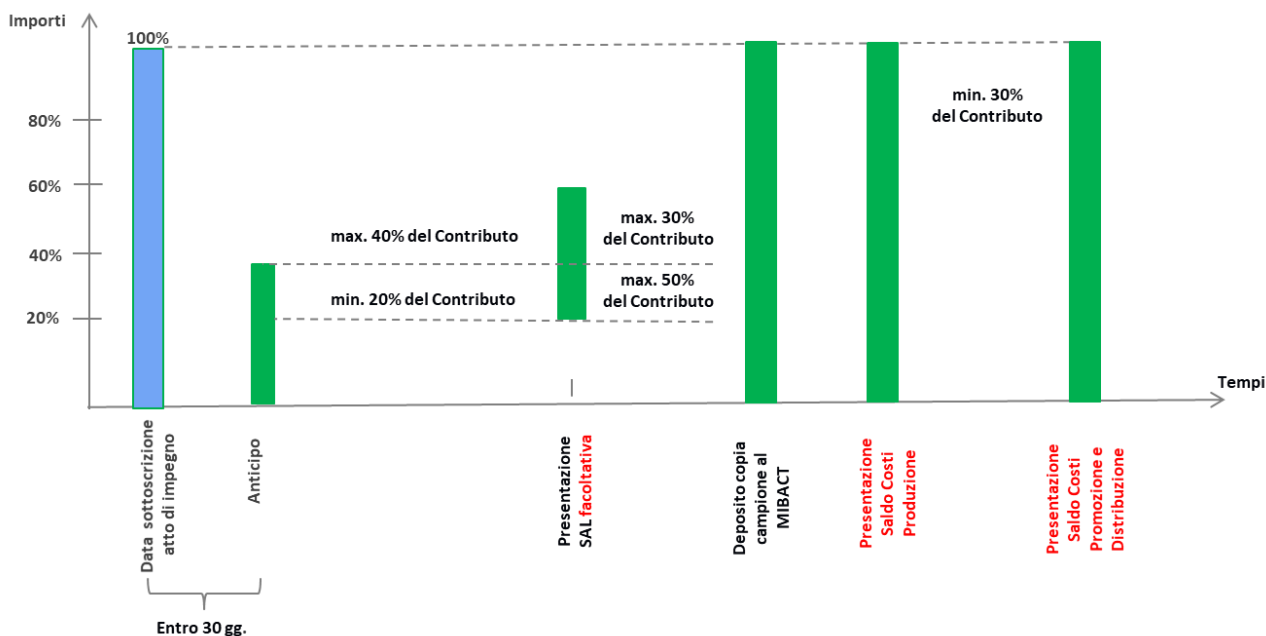 Importi
100%
80%
60%
40%
20%
min. 30%
del Contributo
max. 40% del Contributo
max. 30%
del Contributo
min. 20% del Contributo
max. 50%
del Contributo
Tempi
Data sottoscrizione
atto di impegno
Anticipo
Presentazione
SAL facoltativa
Deposito copia
campione al
MIBACT
Presentazione
Saldo Costi
Produzione
Presentazione
Saldo Costi
Promozione e
Distribuzione
Entro 30 gg.